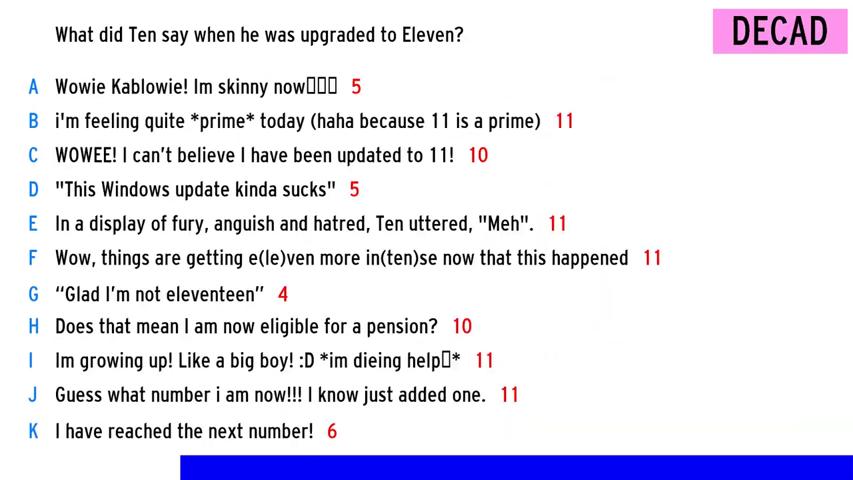 What did Ten say when he was upgraded to Eleven?
DECAD
A Wowie Kablowie! Im skinny now▯▯▯ 5
B i'm feeling quite *prime* today (haha because 11 is a prime) 11
C WOWEE! I can't believe I have been updated to 11! 10
D "This Windows update kinda sucks" 5
E In a display of fury, anguish and hatred, Ten uttered, "Meh". 11
F Wow, things are getting e(le)ven more in(ten)se now that this happened 11
G “Glad I'm not eleventeen” 4
H Does that mean I am now eligible for a pension? 10
I Im growing up! Like a big boy! :D *im dieing help▯* 11
J Guess what number i am now!!! I know just added one. 11
K I have reached the next number! 6